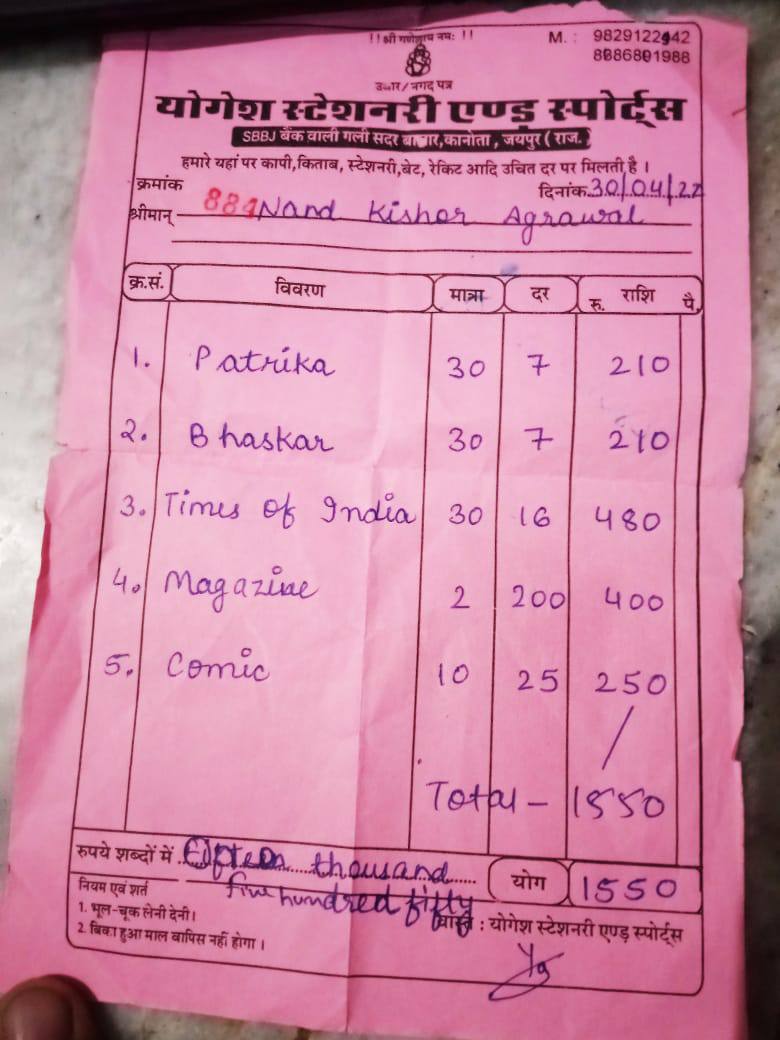 !! श्री गणेशाय नमः !!
M. : 9829122442
8686801988
उधार/नगद पत्र
योगेश स्टेशनरी एण्ड स्पोर्ट्स
SBBJ बैंक वाली गली सदर बाजार,कानोता, जयपुर (राज.)
हमारे यहां पर कापी,किताब, स्टेशनरी,बेट, रेकिट आदि उचित दर पर मिलती है।
क्रमांक 884 दिनांक 30/04/22
श्रीमान् Nand Kishor Agrawal
क्र.सं. विवरण मात्रा दर रु. राशि पै.
1. Patrika 30 7 210
2. Bhaskar 30 7 210
3. Times of India 30 16 480
4. Magazine 2 200 400
5. Comic 10 25 250
Total - 1550
रुपये शब्दों में Fifteen thousand योग 1550
five hundred fifty
नियम एवं शर्त
1. भूल-चूक लेनी देनी। वास्ते : योगेश स्टेशनरी एण्ड स्पोर्ट्स
2. बिका हुआ माल वापिस नहीं होगा।